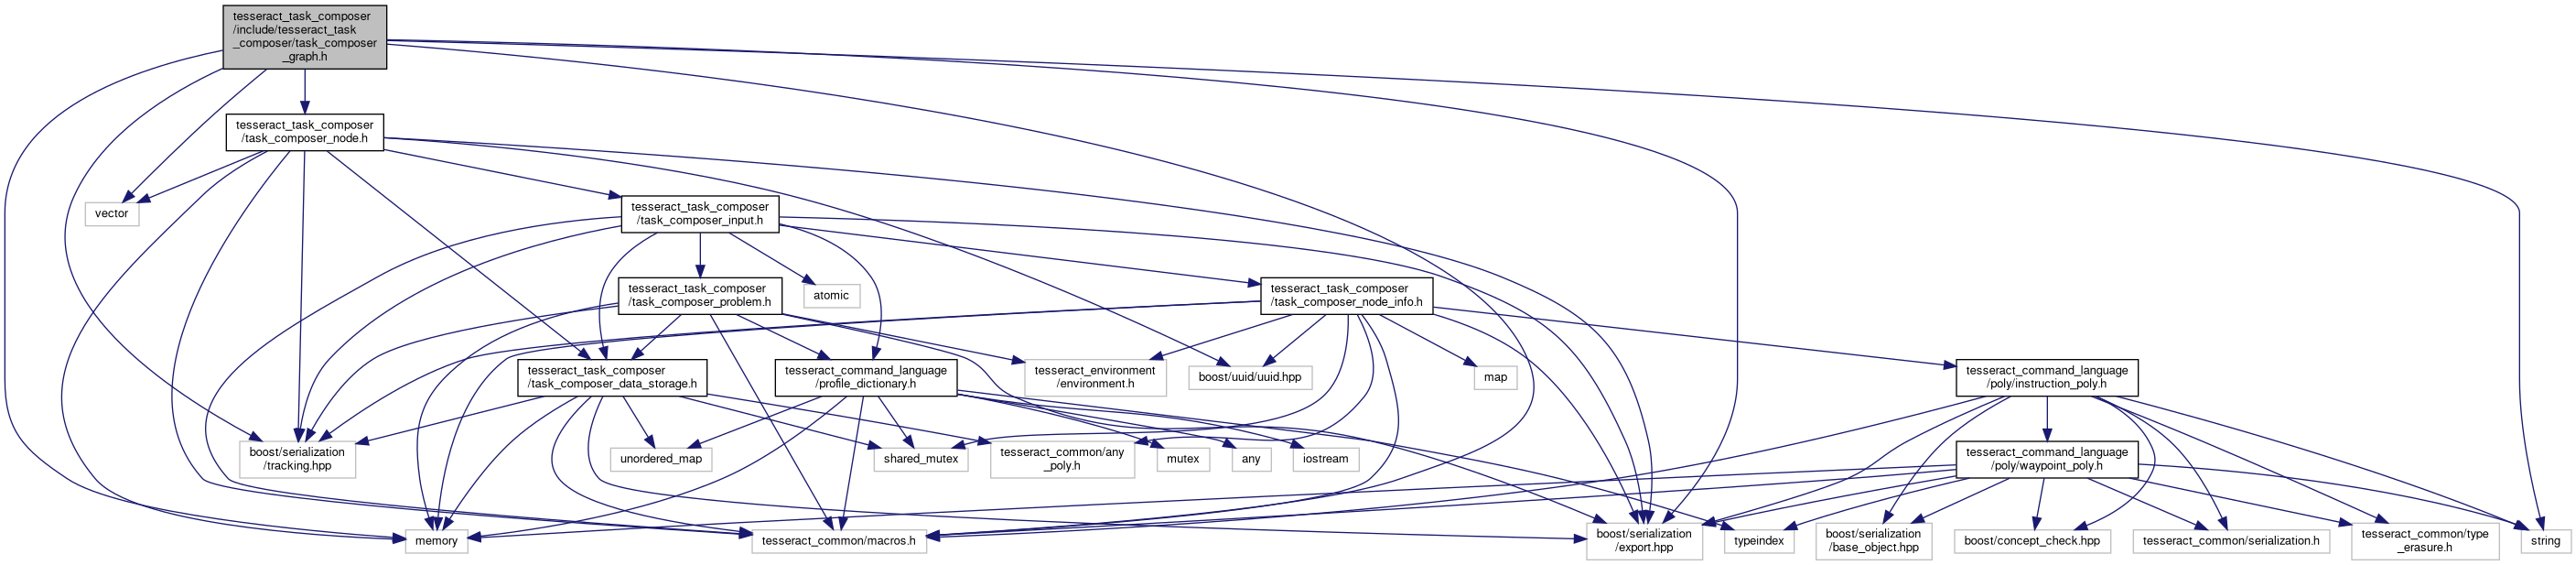 tesseract_task_composer
/include/tesseract_task
_composer/task_composer
_graph.h
tesseract_task_composer
/task_composer_node.h
vector
tesseract_task_composer
/task_composer_input.h
tesseract_task_composer
/task_composer_problem.h
atomic
tesseract_task_composer
/task_composer_node_info.h
tesseract_task_composer
/task_composer_data_storage.h
tesseract_command_language
/profile_dictionary.h
tesseract_environment
/environment.h
boost/uuid/uuid.hpp
map
tesseract_command_language
/poly/instruction_poly.h
boost/serialization
/tracking.hpp
unordered_map
shared_mutex
tesseract_common/any
_poly.h
mutex
any
iostream
tesseract_command_language
/poly/waypoint_poly.h
memory
tesseract_common/macros.h
boost/serialization
/export.hpp
typeindex
boost/serialization
/base_object.hpp
boost/concept_check.hpp
tesseract_common/serialization.h
tesseract_common/type
_erasure.h
string